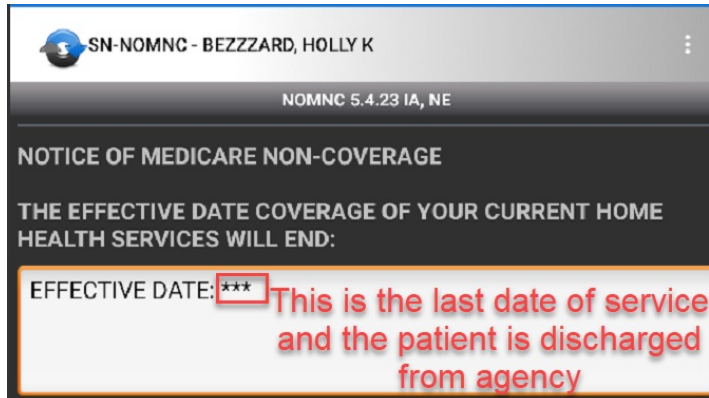 SN-NOMNC - BEZZZARD, HOLLY K
NOMNC 5.4.23 IA, NE
NOTICE OF MEDICARE NON-COVERAGE
THE EFFECTIVE DATE COVERAGE OF YOUR CURRENT HOME
HEALTH SERVICES WILL END:
EFFECTIVE DATE: ***
This is the last date of service
and the patient is discharged
from agency